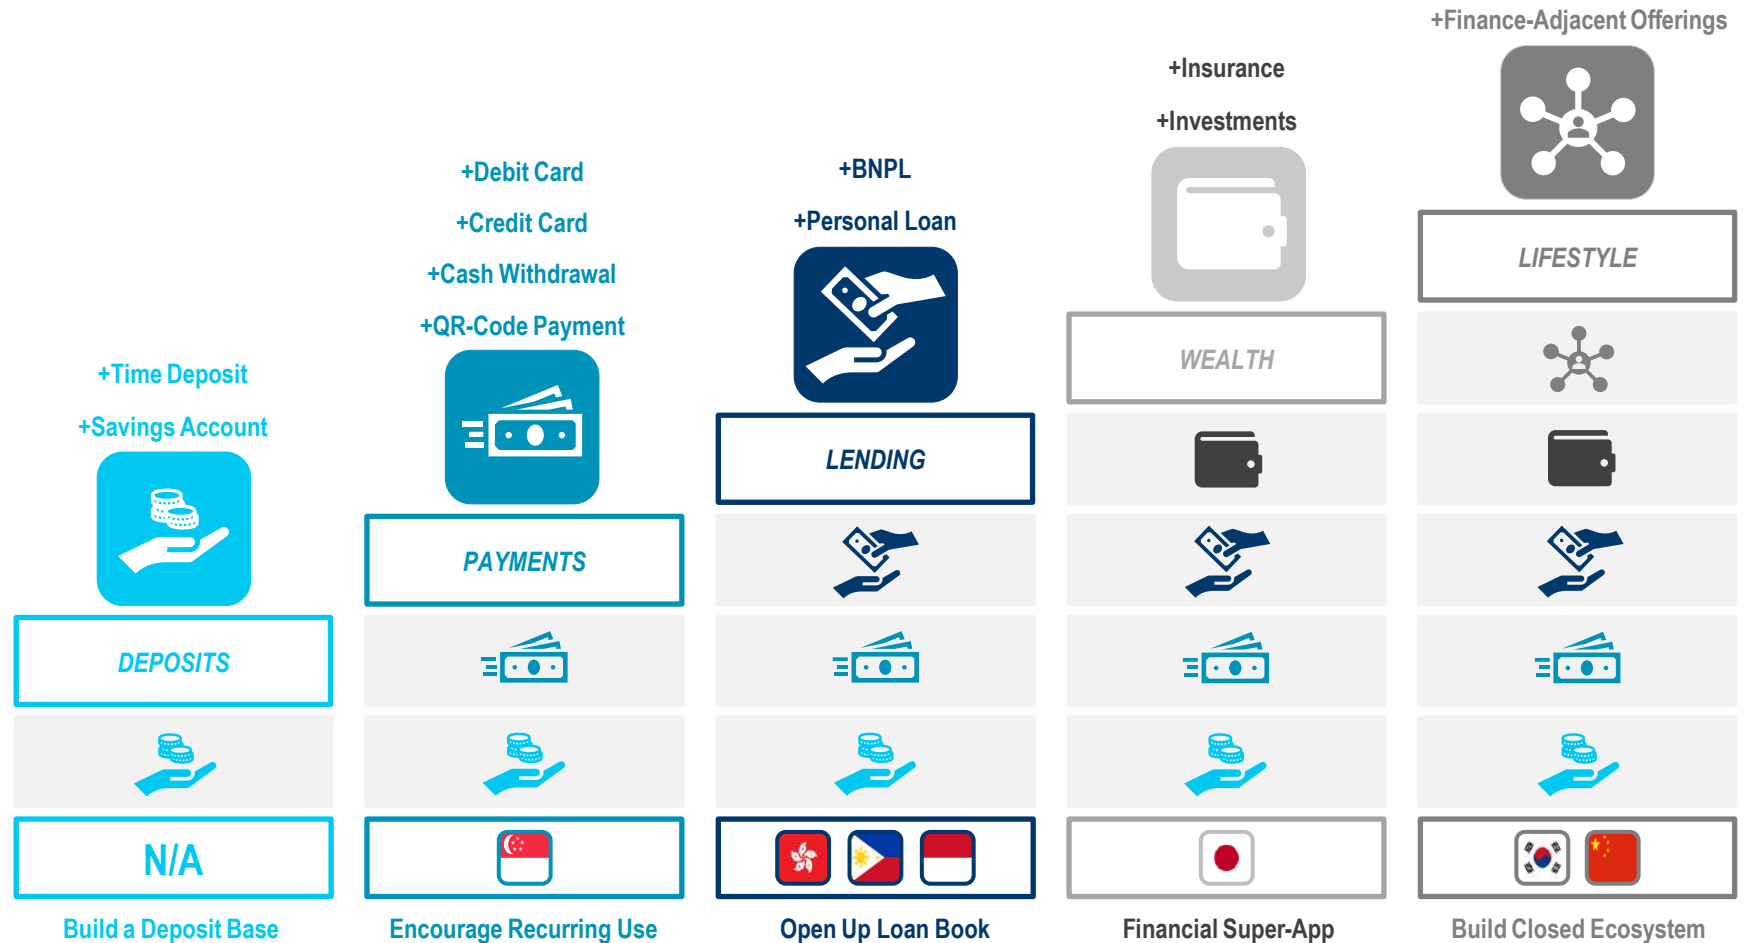 +Time Deposit
+Savings Account
DEPOSITS
N/A
Build a Deposit Base
+Debit Card
+Credit Card
+Cash Withdrawal
+QR-Code Payment
PAYMENTS
Encourage Recurring Use
+BNPL
+Personal Loan
LENDING
Open Up Loan Book
+Insurance
+Investments
WEALTH
Financial Super-App
+Finance-Adjacent Offerings
LIFESTYLE
Build Closed Ecosystem